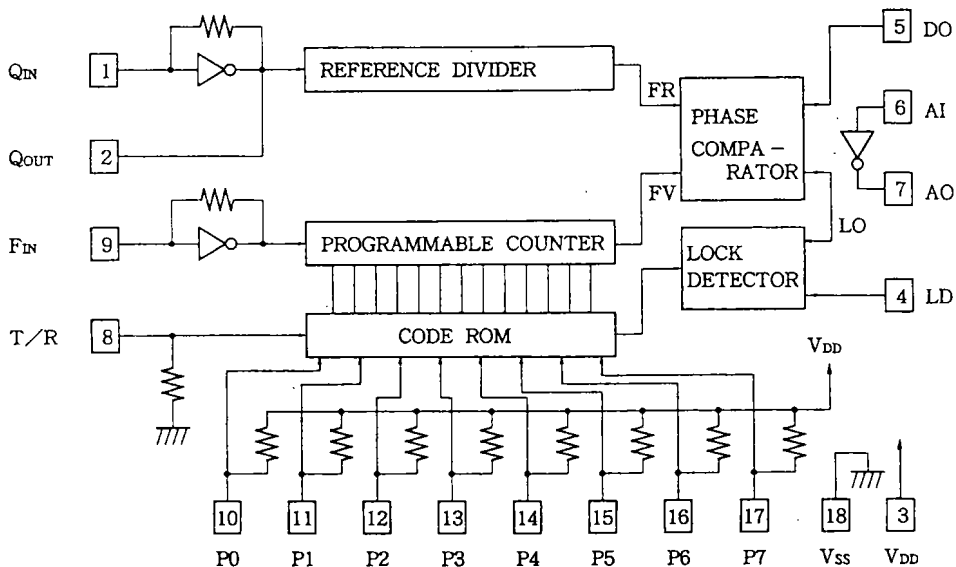 QIN 1
REFERENCE DIVIDER
5 DO
FR
PHASE
COMPA-
RATOR
6 AI
QOUT 2
7 AO
FV
LO
FIN 9
PROGRAMMABLE COUNTER
LOCK
DETECTOR
4 LD
T/R 8
CODE ROM
VDD
10 11 12 13 14 15 16 17 18 3
P0 P1 P2 P3 P4 P5 P6 P7 VSS VDD